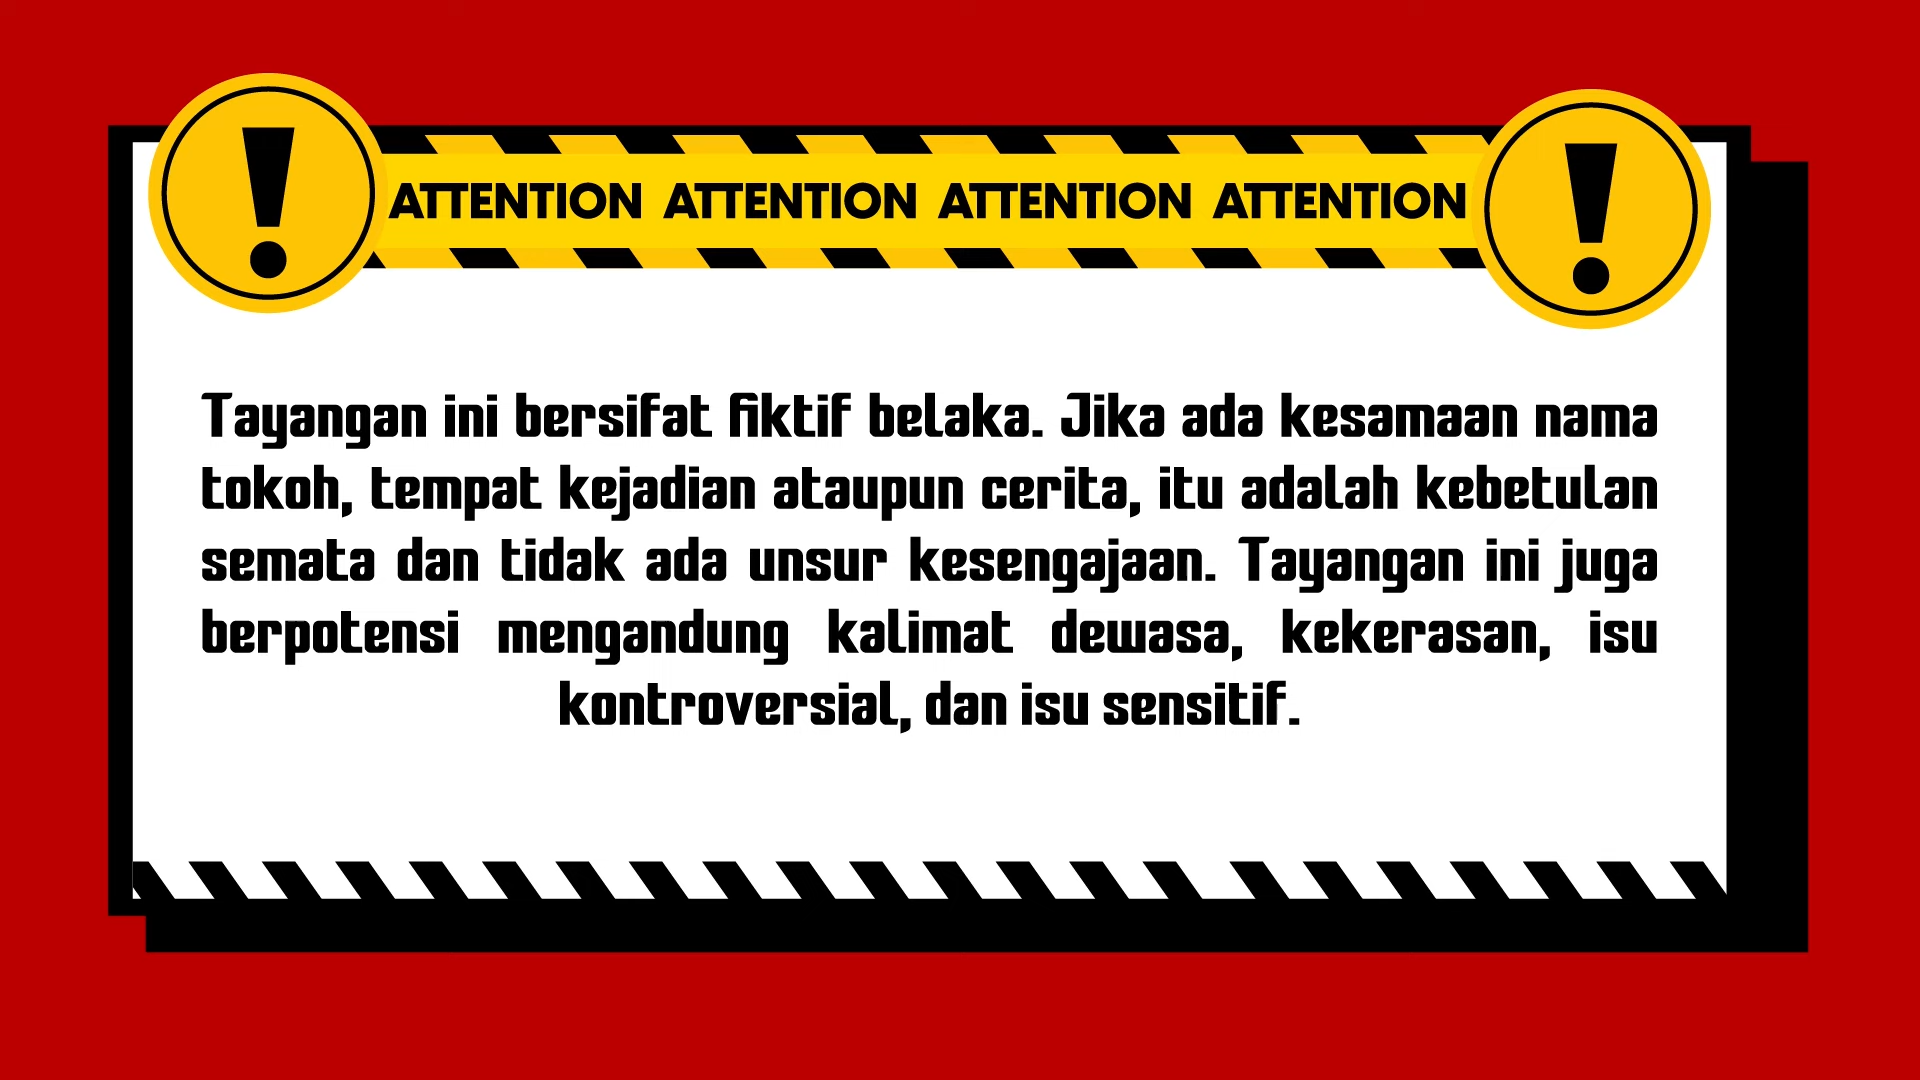 ATTENTION ATTENTION ATTENTION ATTENTION
Tayangan ini bersifat fiktif belaka. Jika ada kesamaan nama
tokoh, tempat kejadian ataupun cerita, itu adalah kebetulan
semata dan tidak ada unsur kesengajaan. Tayangan ini juga
berpotensi mengandung kalimat dewasa, kekerasan, isu
kontroversial, dan isu sensitif.